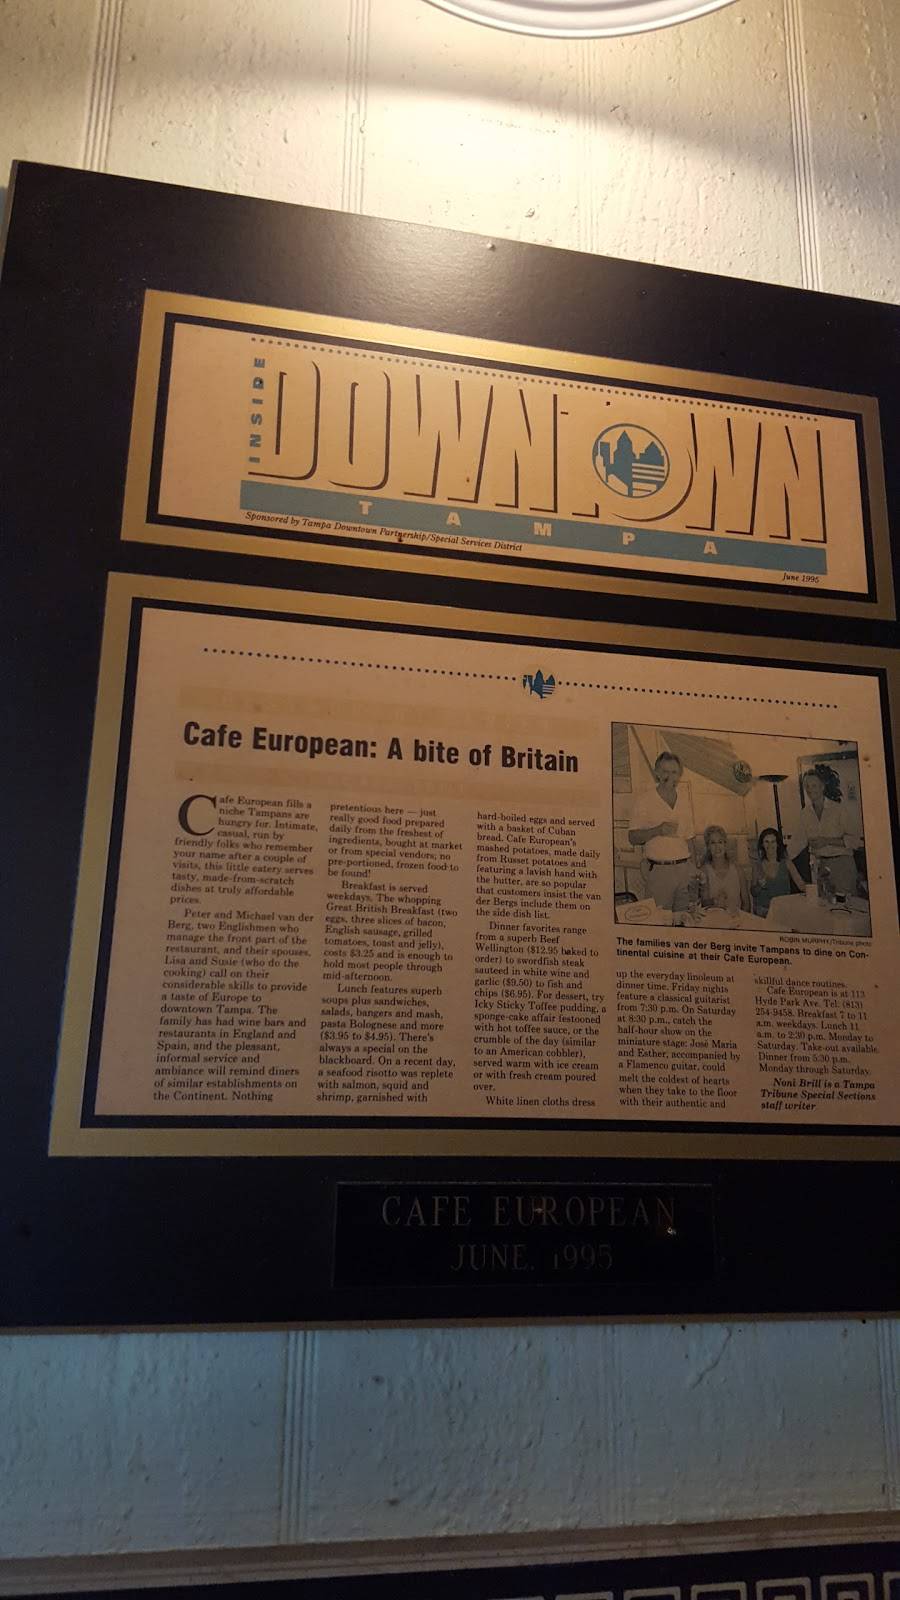 INSIDE
DOWNTOWN
TAMPA
Sponsored by Tampa Downtown Partnership/Special Services District
June 1995
Cafe European: A bite of Britain
Cafe European fills a
niche Tampans are
hungry for. Intimate,
casual, run by
friendly folks who remember
your name after a couple of
visits, this little eatery serves
tasty, made-from-scratch
dishes at truly affordable
prices.
Peter and Michael van der
Berg, two Englishmen who
manage the front part of the
restaurant, and their spouses,
Lisa and Susie (who do the
cooking) call on their
considerable skills to provide
a taste of Europe to
downtown Tampa. The
family has had wine bars and
restaurants in England and
Spain, and the pleasant,
informal service and
ambiance will remind diners
of similar establishments on
the Continent. Nothing
pretentious here — just
really good food prepared
daily from the freshest of
ingredients, bought at market
or from special vendors; no
pre-portioned, frozen food to
be found!
Breakfast is served
weekdays. The whopping
Great British Breakfast (two
eggs, three slices of bacon,
English sausage, grilled
tomatoes, toast and jelly),
costs $3.25 and is enough to
hold most people through
mid-afternoon.
Lunch features superb
soups plus sandwiches,
salads, bangers and mash,
pasta Bolognese and more
($3.95 to $4.95). There's
always a special on the
blackboard. On a recent day,
a seafood risotto was replete
with salmon, squid and
shrimp, garnished with
hard-boiled eggs and served
with a basket of Cuban
bread. Cafe European's
mashed potatoes, made daily
from Russet potatoes and
featuring a lavish hand with
the butter, are so popular
that customers insist the van
der Bergs include them on
the side dish list.
Dinner favorites range
from a superb Beef
Wellington ($12.95 baked to
order) to swordfish steak
sauteed in white wine and
garlic ($9.50) to fish and
chips ($6.95). For dessert, try
Icky Sticky Toffee pudding, a
sponge-cake affair festooned
with hot toffee sauce, or the
crumble of the day (similar
to an American cobbler),
served warm with ice cream
or with fresh cream poured
over.
White linen cloths dress
ROBIN MURPHY/Tribune photo
The families van der Berg invite Tampans to dine on Con-
tinental cuisine at their Cafe European.
up the everyday linoleum at
dinner time. Friday nights
feature a classical guitarist
from 7:30 p.m. On Saturday
at 8:30 p.m., catch the
half-hour show on the
miniature stage: José Maria
and Esther, accompanied by
a Flamenco guitar, could
melt the coldest of hearts
when they take to the floor
with their authentic and
skillful dance routines.
Cafe European is at 113
Hyde Park Ave. Tel: (813)
254-9458. Breakfast 7 to 11
a.m. weekdays. Lunch 11
a.m. to 2:30 p.m. Monday to
Saturday. Take-out available.
Dinner from 5:30 p.m.
Monday through Saturday.
Noni Brill is a Tampa
Tribune Special Sections
staff writer.
CAFE EUROPEAN
JUNE, 1995